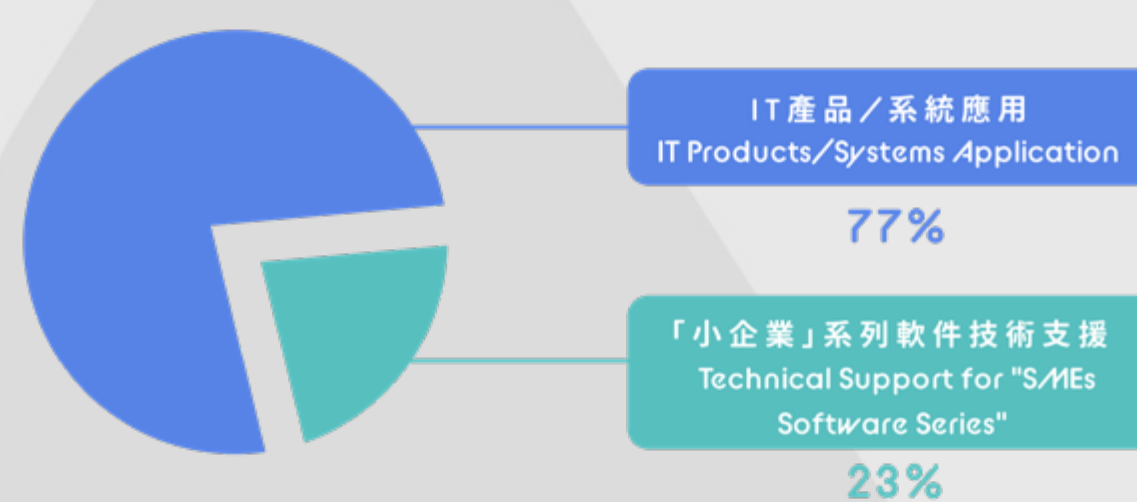 IT產品/系統應用
IT Products/Systems Application
77%
「小企業」系列軟件技術支援
Technical Support for "SMEs
Software Series"
23%